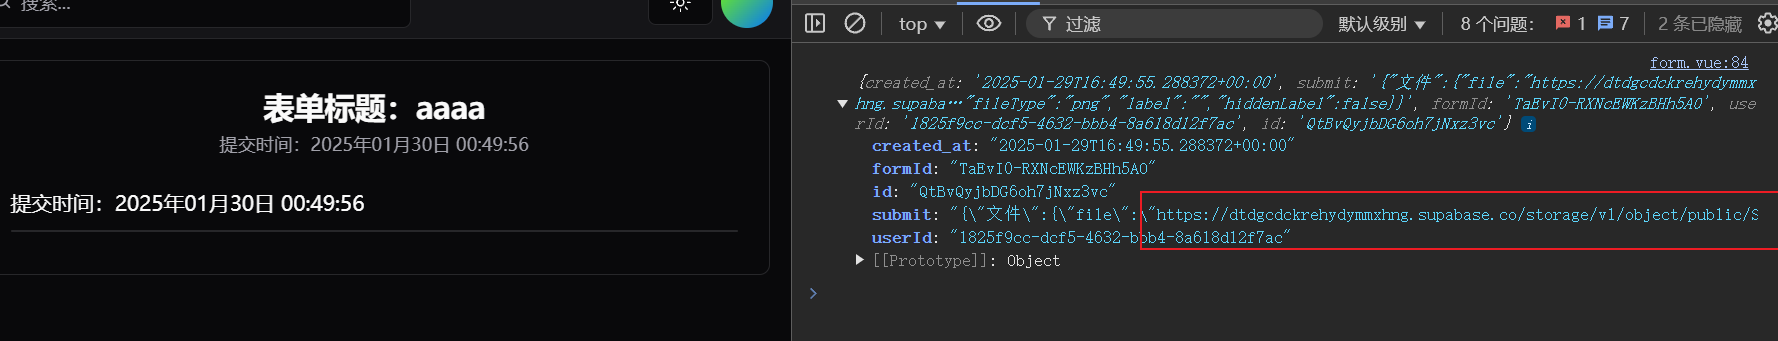 搜索...
表单标题：aaaa
提交时间：2025年01月30日 00:49:56
提交时间：2025年01月30日 00:49:56
top
过滤
默认级别
8 个问题：
1
7
2 条已隐藏
form.vue:84
{created_at: '2025-01-29T16:49:55.288372+00:00', submit: '{"文件":{"file":"https://dtdgcdckrehydymmx
hng.supaba…"fileType":"png","label":"","hiddenLabel":false}}', formId: 'TaEvI0-RXNcEWKzBHh5A0', use
rId: '1825f9cc-dcf5-4632-bbb4-8a618d12f7ac', id: 'QtBvQyjbDG6oh7jNxz3vc'}
created_at: "2025-01-29T16:49:55.288372+00:00"
formId: "TaEvI0-RXNcEWKzBHh5A0"
id: "QtBvQyjbDG6oh7jNxz3vc"
submit: "{\"文件\":{\"file\":\"https://dtdgcdckrehydymmxhng.supabase.co/storage/v1/object/public/S
userId: "1825f9cc-dcf5-4632-bbb4-8a618d12f7ac"
[[Prototype]]: Object